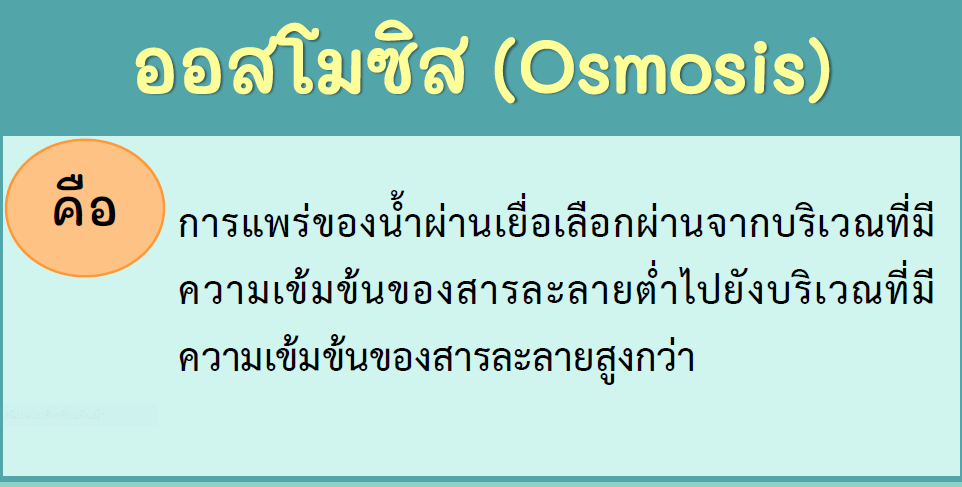 ออสโมซิส (Osmosis)
คือ
การแพร่ของน้ำผ่านเยื่อเลือกผ่านจากบริเวณที่มี
ความเข้มข้นของสารละลายต่ำไปยังบริเวณที่มี
ความเข้มข้นของสารละลายสูงกว่า